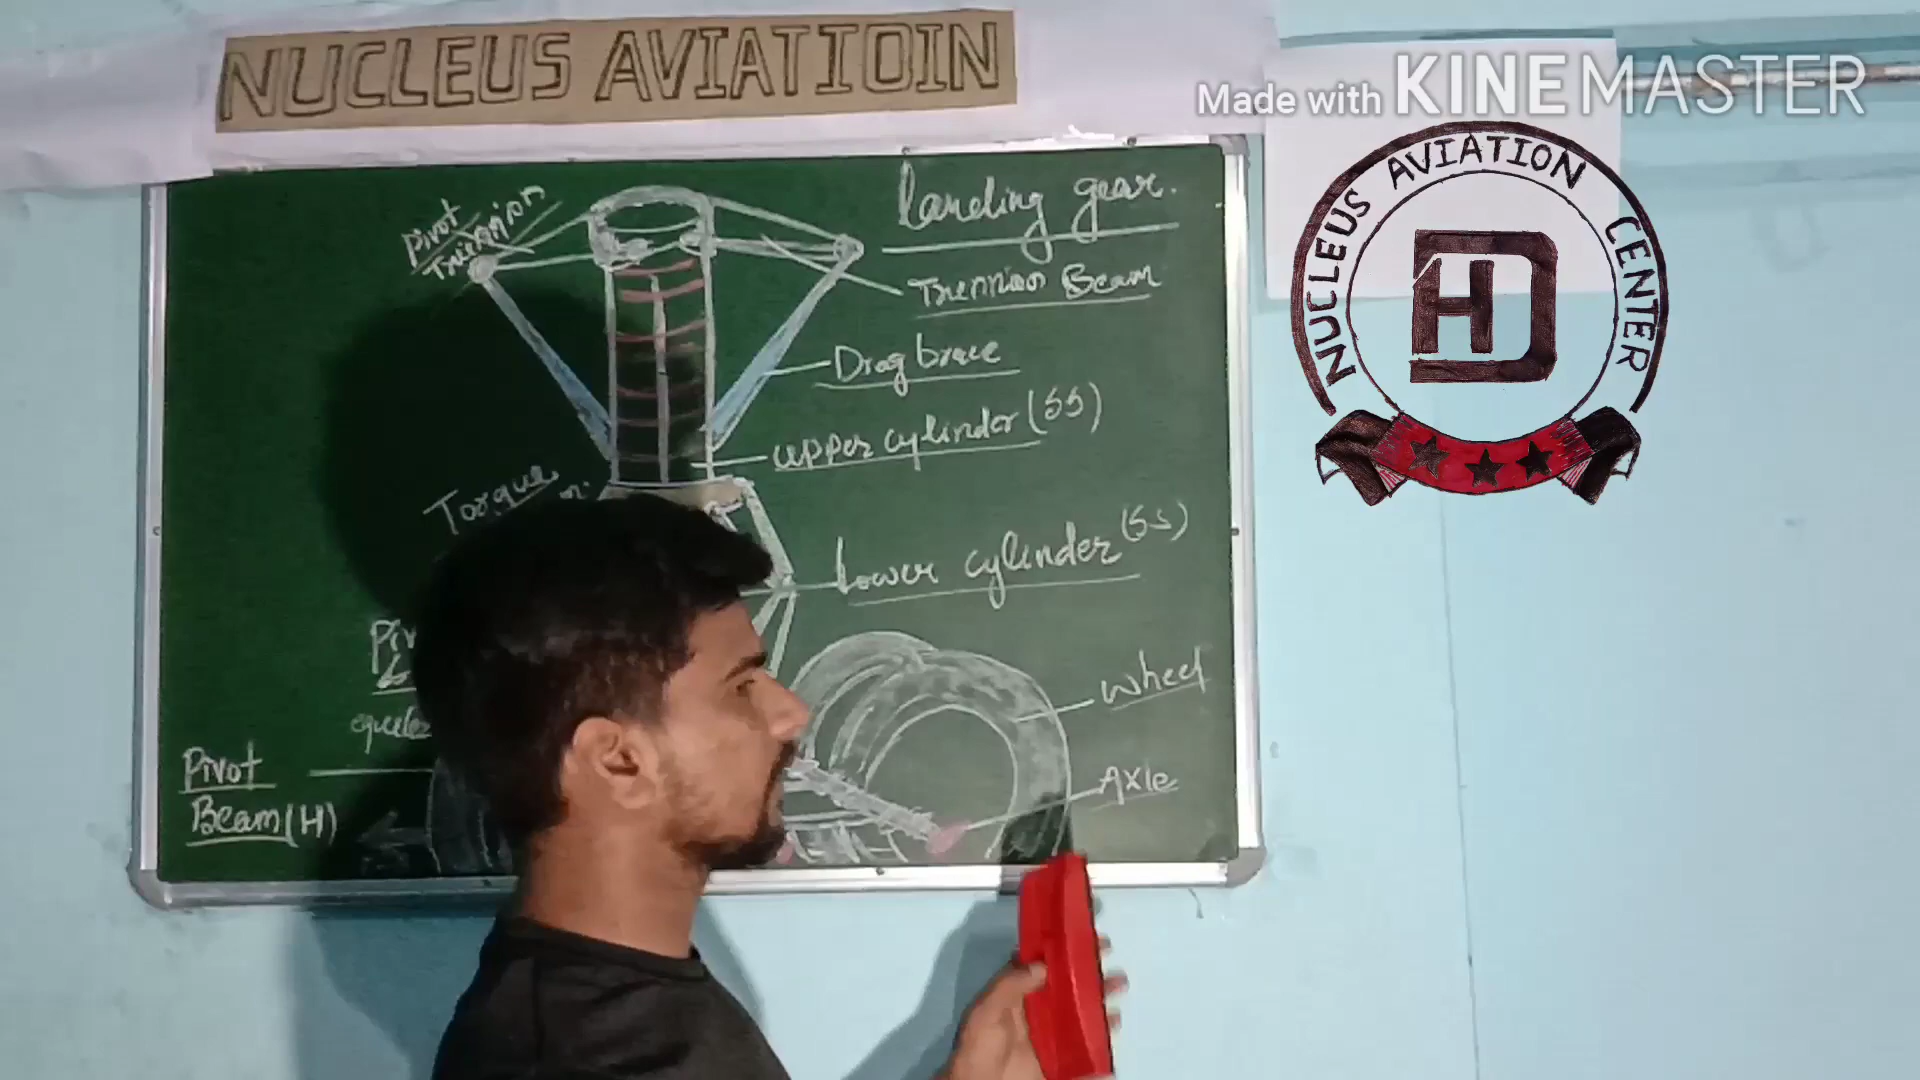 NUCLEUS AVIATIOIN
Made with KINEMASTER
NUCLEUS AVIATION CENTER
HD
landing gear.
Pivot
Trunnion
Trunnion Beam
Drag brace
upper cylinder (SS)
Torque
Lower cylinder (SS)
Wheel
Axle
Pivot
Beam (H)